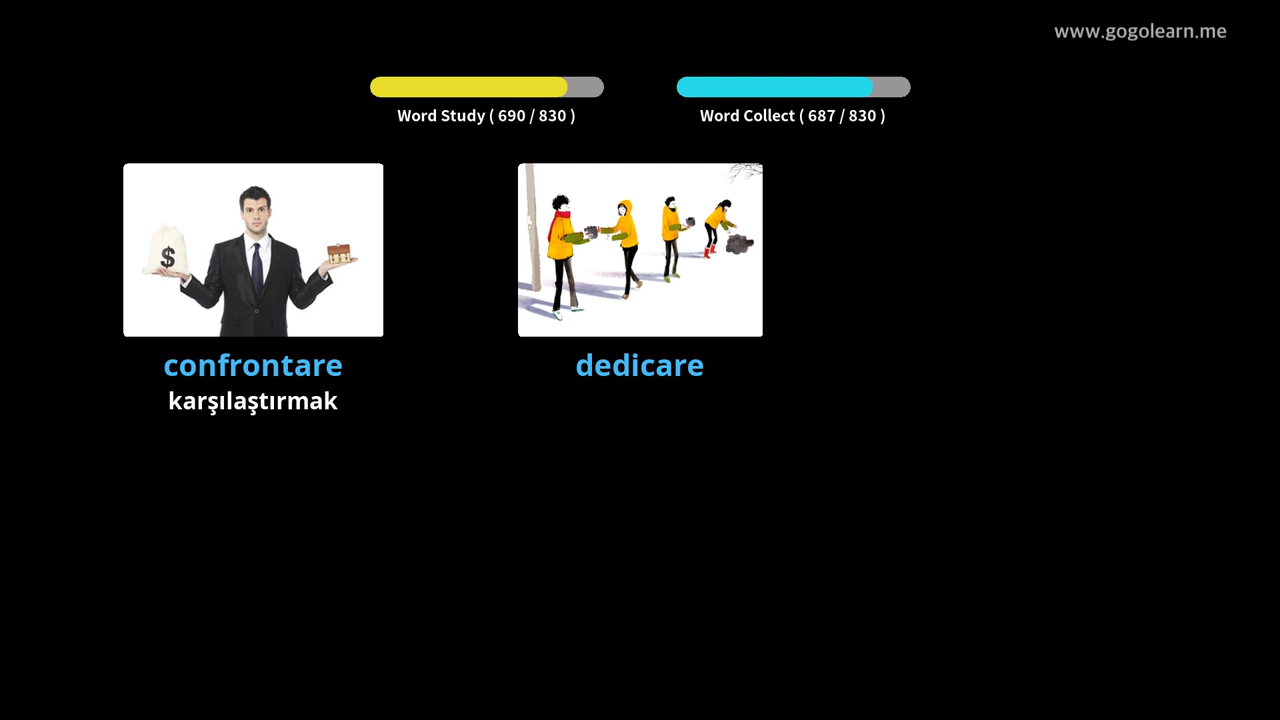 www.gogolearn.me
Word Study ( 690 / 830 )
Word Collect ( 687 / 830 )
$
confrontare
dedicare
karşılaştırmak